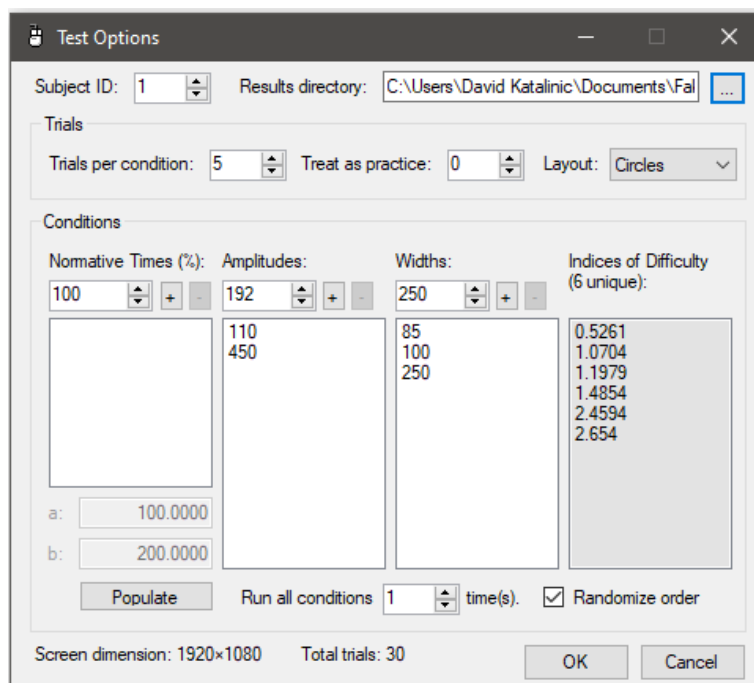 Test Options
Subject ID: 1 Results directory: C:\Users\David Katalinic\Documents\Fal ...
Trials
Trials per condition: 5 Treat as practice: 0 Layout: Circles
Conditions
Normative Times (%): Amplitudes: Widths: Indices of Difficulty
(6 unique):
100 + - 192 + - 250 + -
110 85 0.5261
450 100 1.0704
250 1.1979
1.4854
2.4594
2.654
a: 100.0000
b: 200.0000
Populate Run all conditions 1 time(s). Randomize order
Screen dimension: 1920×1080 Total trials: 30 OK Cancel